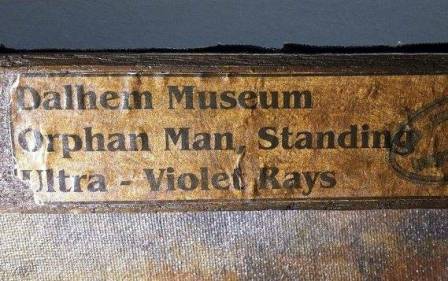 Dalhem Museum
Orphan Man, Standing
Ultra - Violet Rays